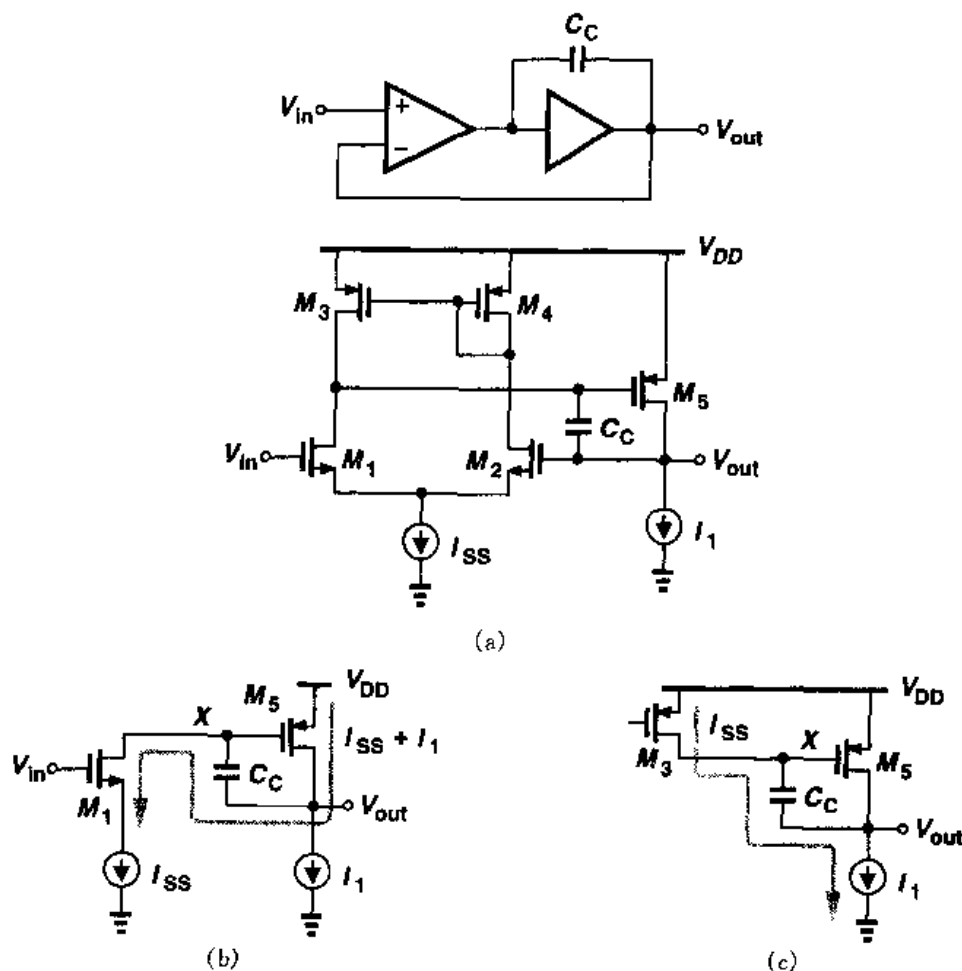 C_C
V_in
+
−
V_out
V_DD
M_3
M_4
M_5
C_C
V_in
M_1
M_2
V_out
I_SS
I_1
(a)
M_5
V_DD
X
I_SS + I_1
V_in
C_C
M_1
V_out
I_SS
I_1
(b)
V_DD
I_SS
X
M_3
M_5
C_C
V_out
I_1
(c)